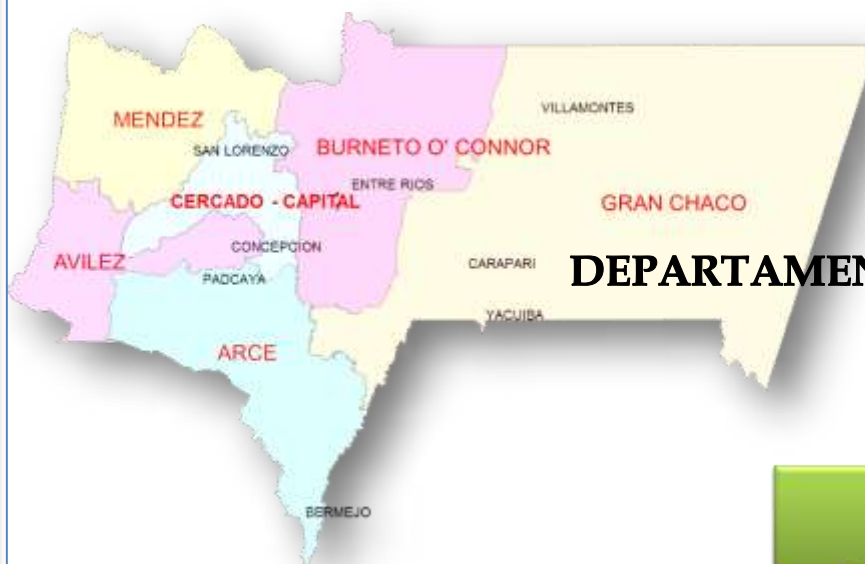 VILLAMONTES
MENDEZ
SAN LORENZO
BURNETO O' CONNOR
ENTRE RIOS
CERCADO - CAPITAL
GRAN CHACO
CONCEPCION
AVILEZ
CARAPARI
DEPARTAMEN
PADCAYA
YACUIBA
ARCE
BERMEJO